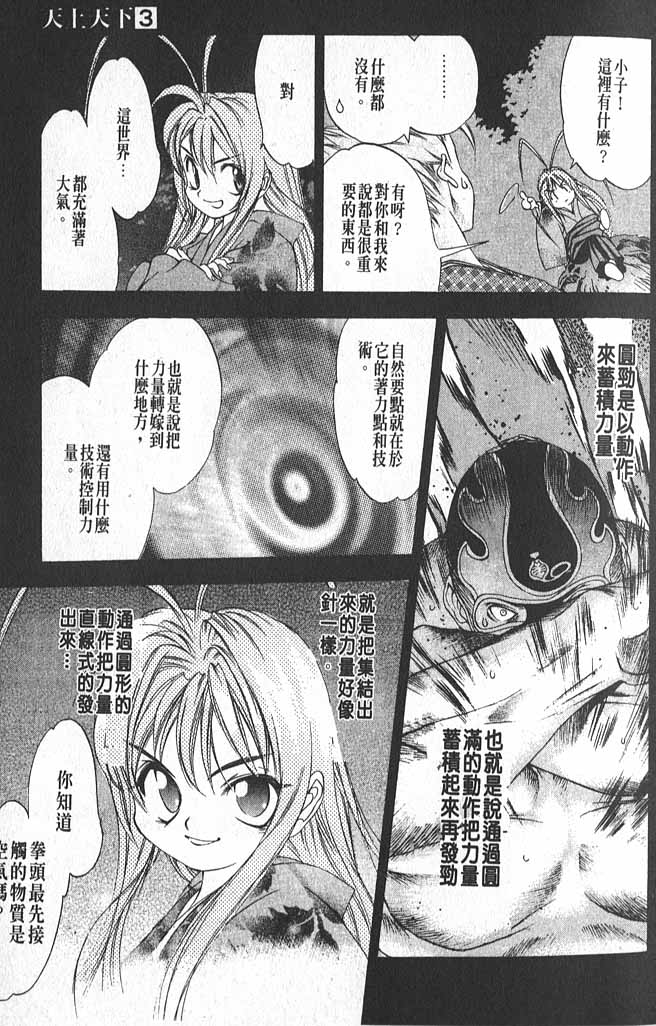 天上天下3
小子！
這裡有什麼？
………
什麼都
沒有。
有呀？
對你和我來
說都是很重
要的東西。
對
這世界…
都充滿著
大氣。
圓勁是以動作
來蓄積力量
自然要點就在於
它的著力點和技
術。
也就是說把
力量轉嫁到
什麼地方，
還有用什麼
技術控制力
量。
也就是說通過圓
滿的動作把力量
蓄積起來再發勁
就是把集結出
來的力量好像
針一樣。
通過圓形的
動作把力量
直線式的發
出來…
你知道
拳頭最先接
觸的物質是
空氣嗎？